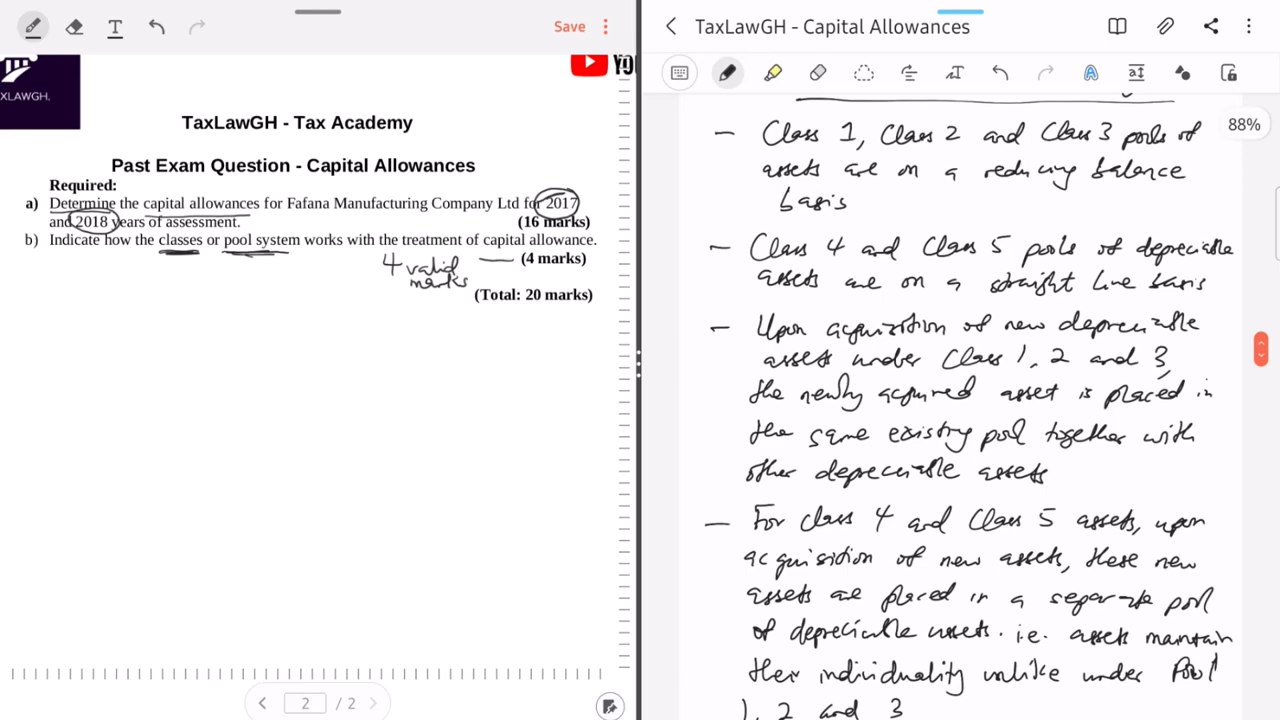 Save
XLAWGH.
YOU
TaxLawGH - Tax Academy
Past Exam Question - Capital Allowances
Required:
a) Determine the capital allowances for Fafana Manufacturing Company Ltd for 2017
and 2018 years of assessment. (16 marks)
b) Indicate how the classes or pool system works with the treatment of capital allowance.
4 valid (4 marks)
marks
(Total: 20 marks)
2 / 2
TaxLawGH - Capital Allowances
88%
- Class 1, Class 2 and Class 3 pools of
assets are on a reducing balance
basis
- Class 4 and Class 5 pools of depreciable
assets are on a straight line basis
- Upon acquisition of new depreciable
assets under Class 1, 2 and 3,
the newly acquired asset is placed in
the same existing pool together with
other depreciable assets
- For class 4 and Class 5 assets, upon
acquisition of new assets, these new
assets are placed in a separate pool
of depreciable assets. i.e. assets maintain
their individuality unlike under Pool
1, 2 and 3